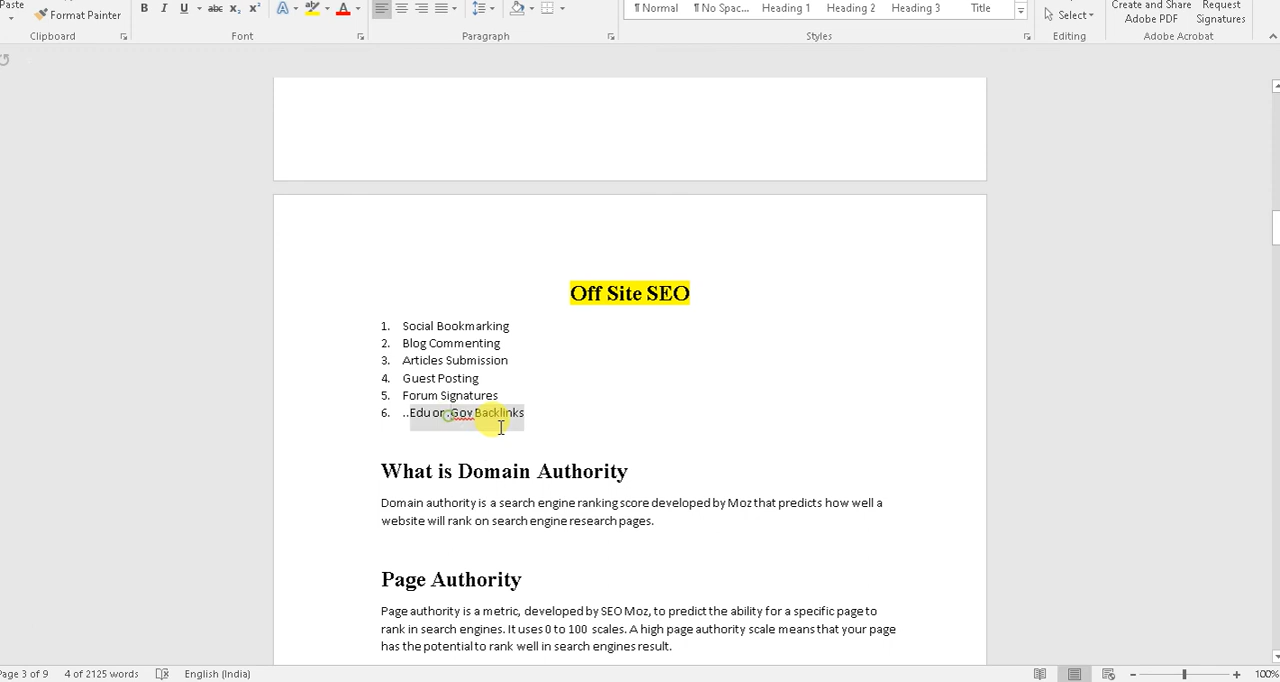 Paste
Format Painter
B I U abc x₂ x² A A
¶ Normal ¶ No Spac... Heading 1 Heading 2 Heading 3 Title
Select
Create and Share Adobe PDF
Request Signatures
Clipboard Font Paragraph Styles Editing Adobe Acrobat
Off Site SEO
1. Social Bookmarking
2. Blog Commenting
3. Articles Submission
4. Guest Posting
5. Forum Signatures
6. ..Edu or .Gov Backlinks
What is Domain Authority
Domain authority is a search engine ranking score developed by Moz that predicts how well a
website will rank on search engine research pages.
Page Authority
Page authority is a metric, developed by SEO Moz, to predict the ability for a specific page to
rank in search engines. It uses 0 to 100 scales. A high page authority scale means that your page
has the potential to rank well in search engines result.
Page 3 of 9 4 of 2125 words English (India) 100%